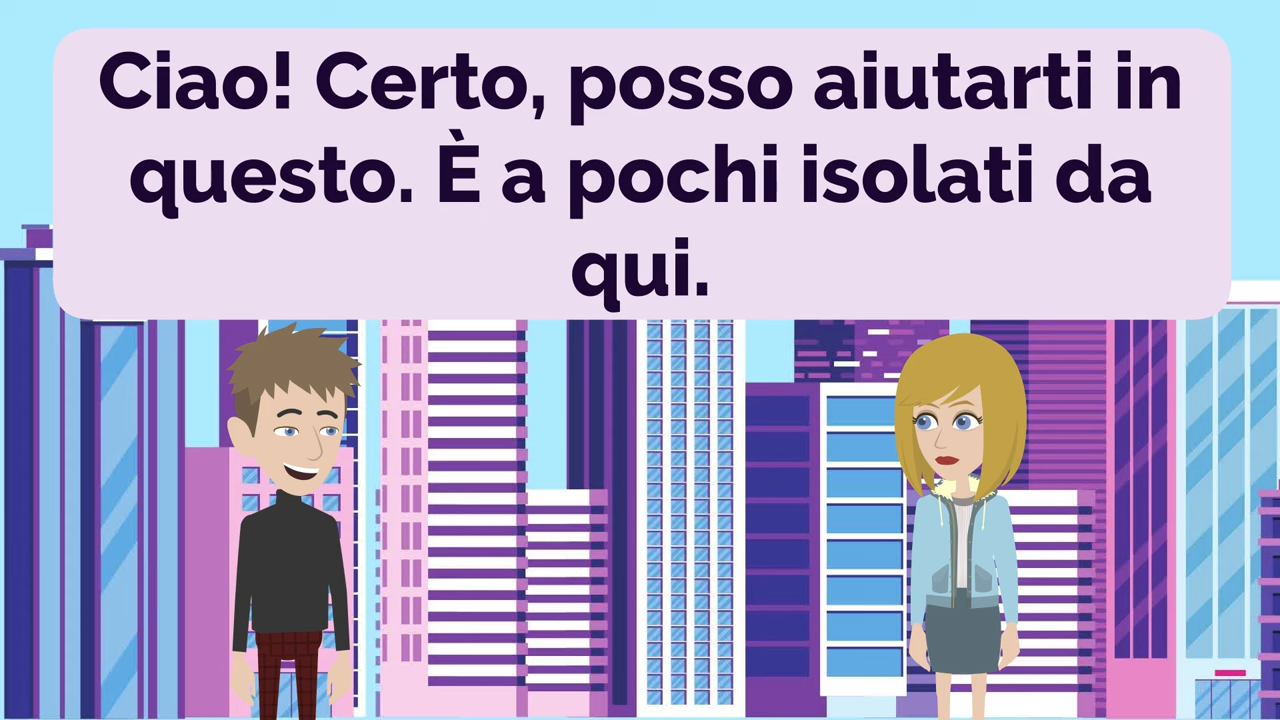 Ciao! Certo, posso aiutarti in
questo. È a pochi isolati da
qui.